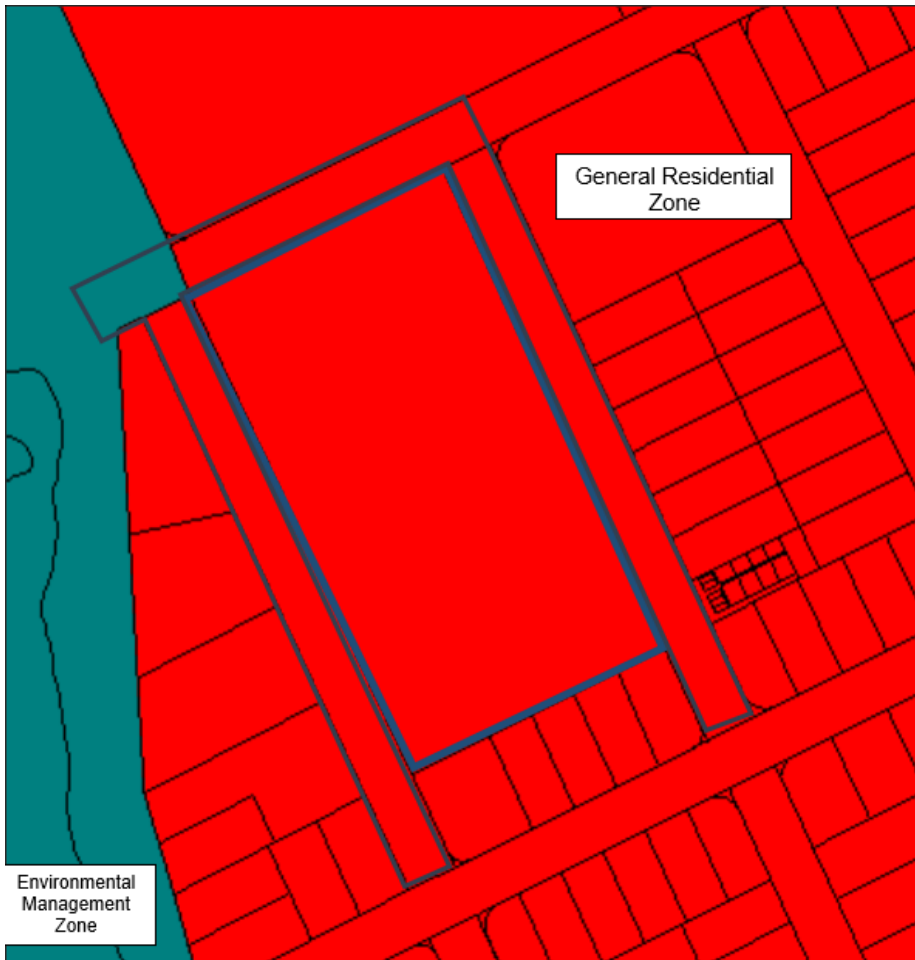 General Residential
Zone
Environmental
Management
Zone